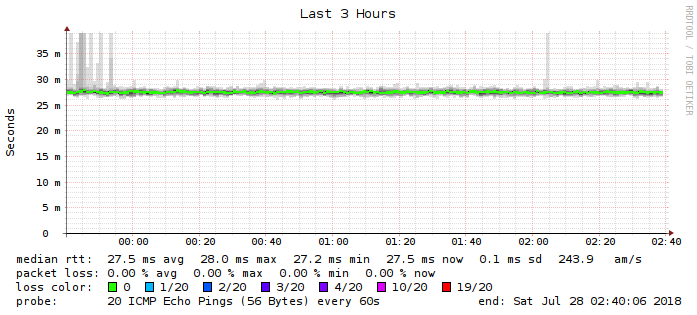 Last 3 Hours
RRDTOOL / TOBI OETIKER
Seconds
35 m
30 m
25 m
20 m
15 m
10 m
5 m
0
00:00 00:20 00:40 01:00 01:20 01:40 02:00 02:20 02:40
median rtt: 27.5 ms avg 28.0 ms max 27.2 ms min 27.5 ms now 0.1 ms sd 243.9 am/s
packet loss: 0.00 % avg 0.00 % max 0.00 % min 0.00 % now
loss color: 0 1/20 2/20 3/20 4/20 10/20 19/20
probe: 20 ICMP Echo Pings (56 Bytes) every 60s end: Sat Jul 28 02:40:06 2018